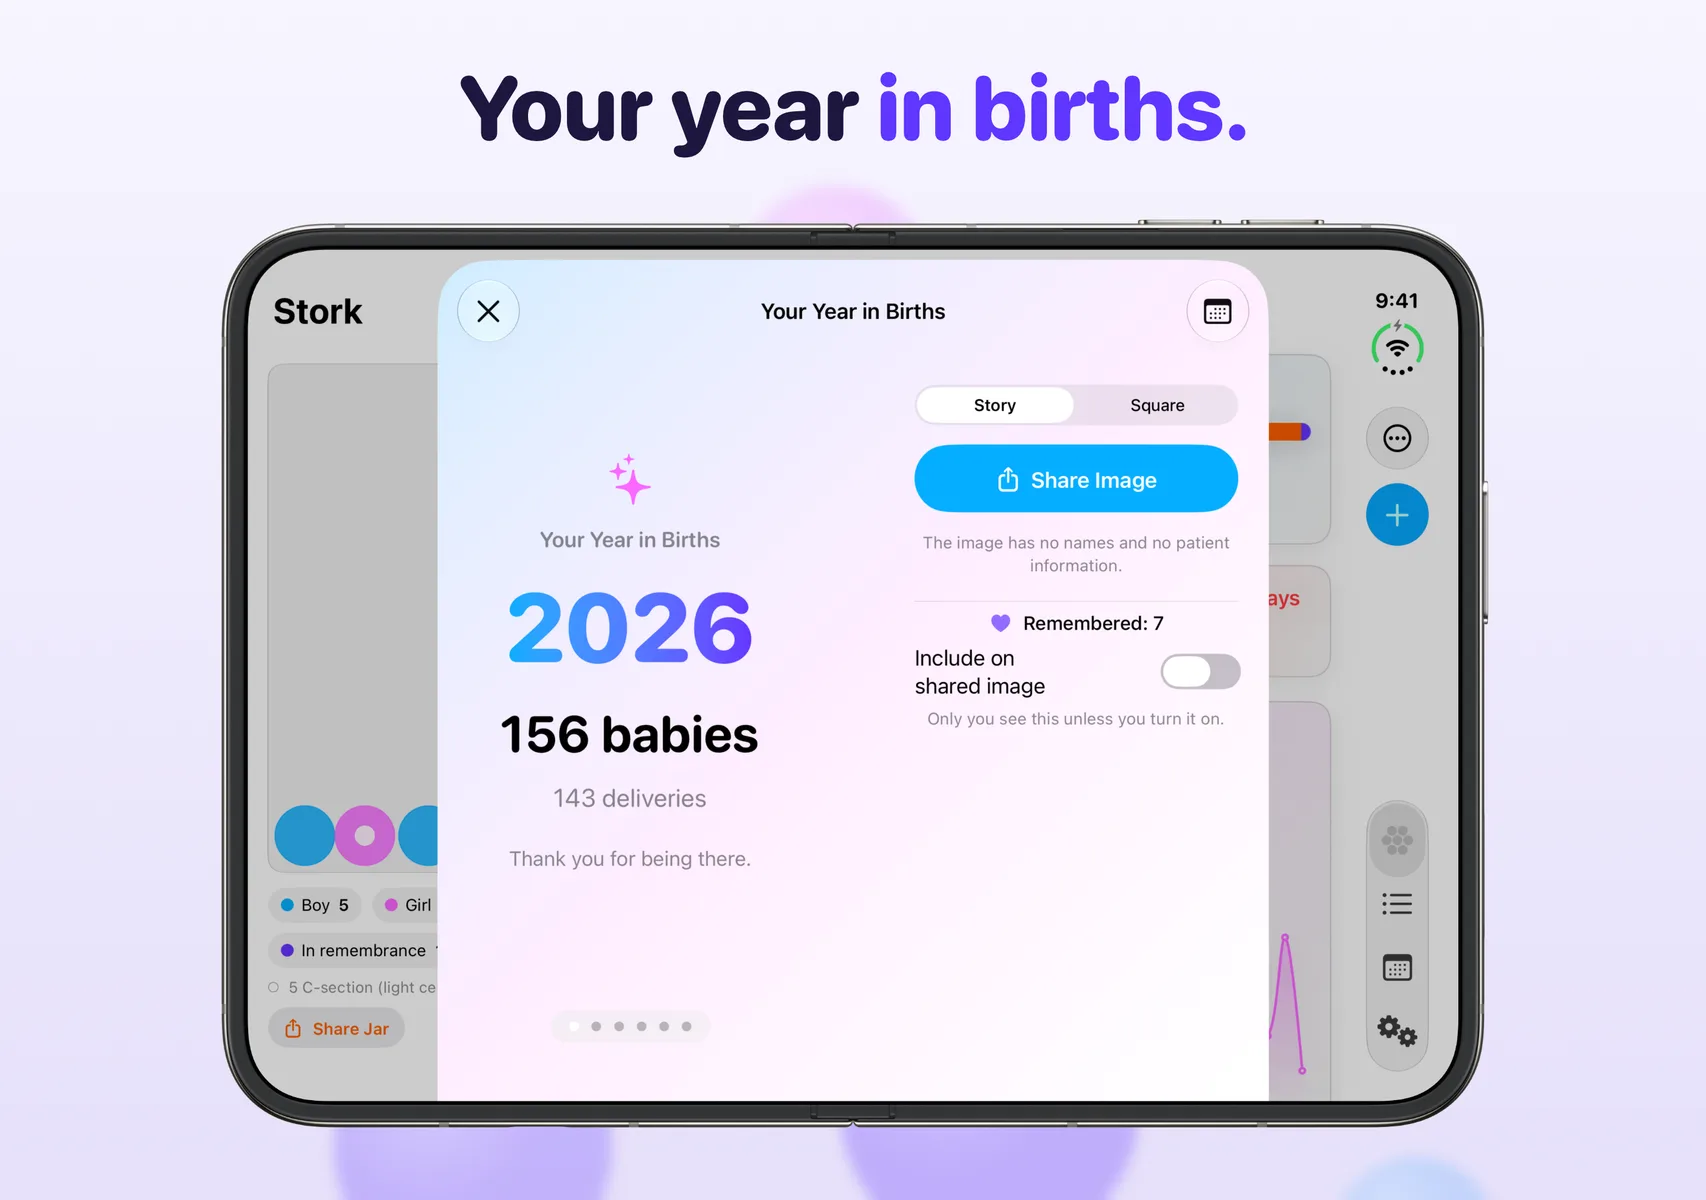 Your year in births.
Stork
Your Year in Births
9:41
Story
Square
Share Image
The image has no names and no patient
information.
Your Year in Births
2026
156 babies
143 deliveries
Thank you for being there.
Remembered: 7
Include on
shared image
Only you see this unless you turn it on.
ays
Boy 5
Girl
In remembrance
5 C-section (light ce
Share Jar